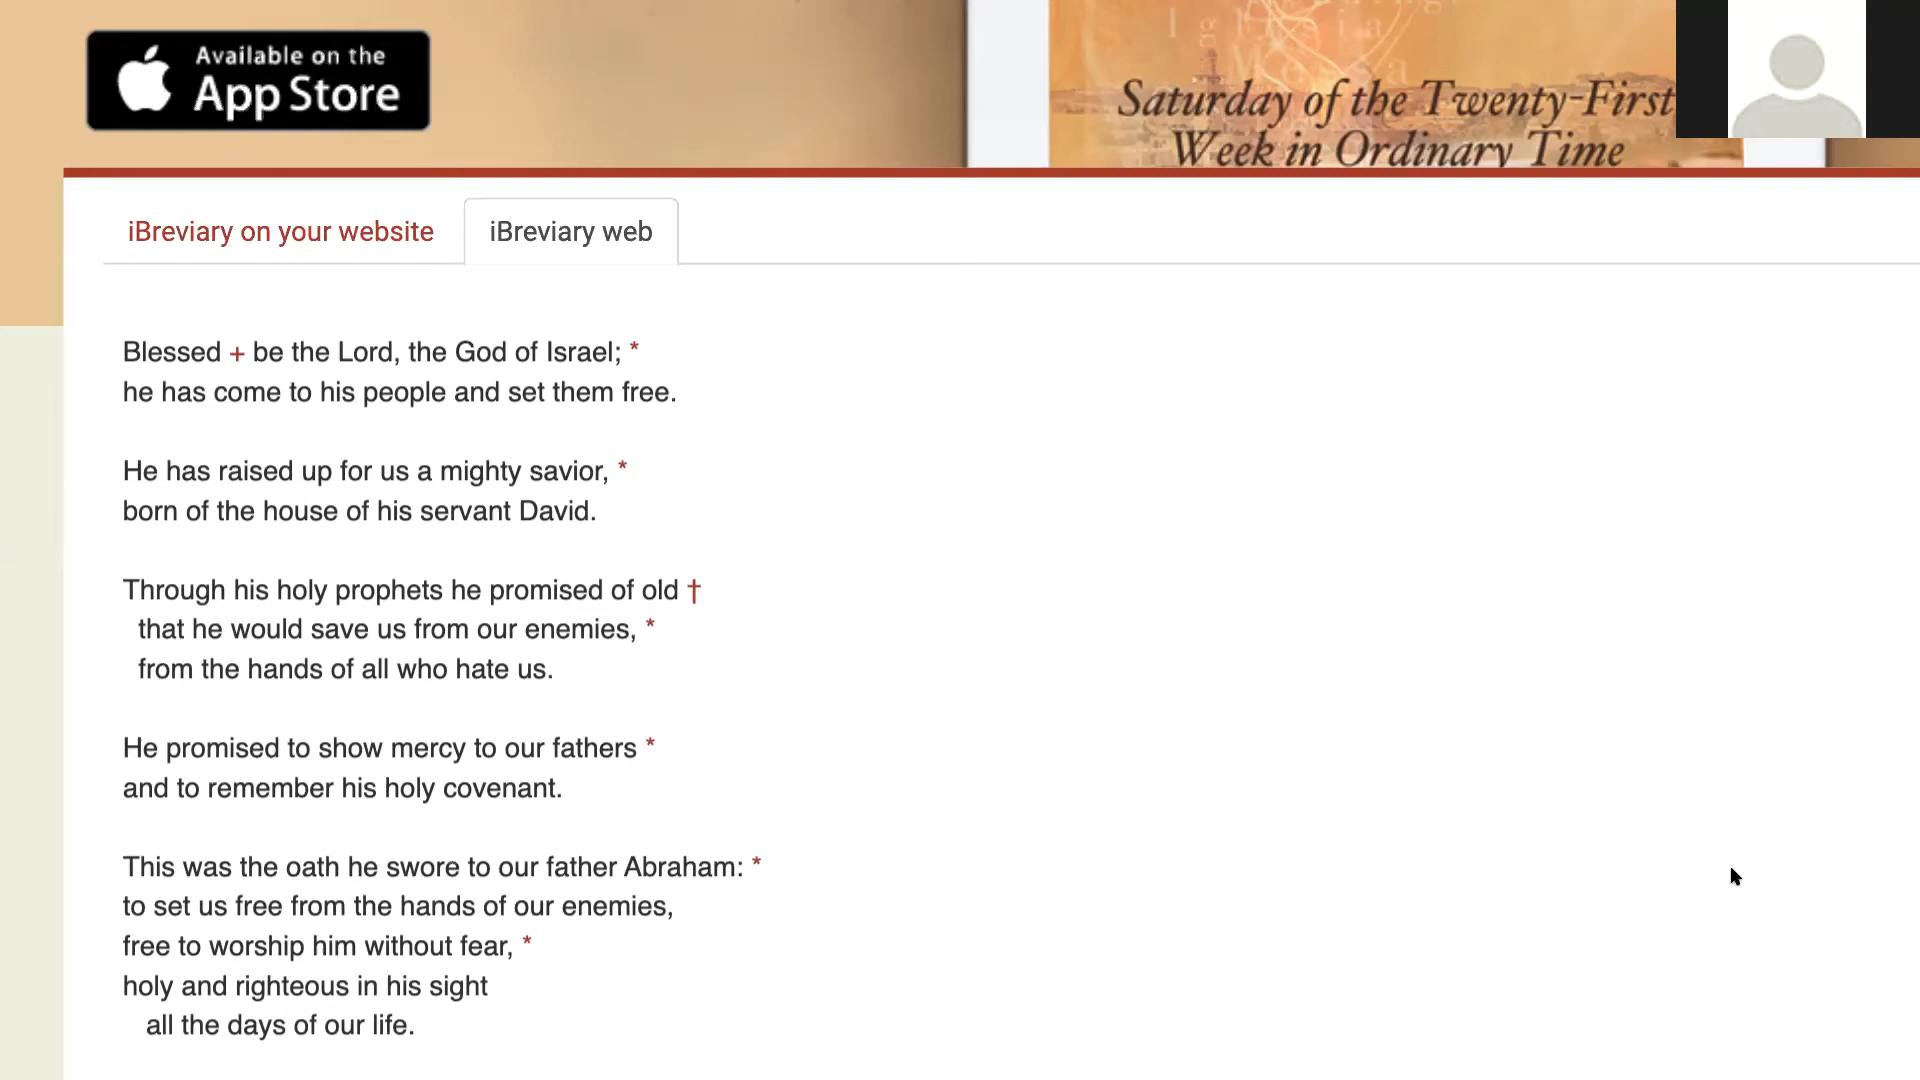 Available on the
App Store
Iglesia
Messa
Saturday of the Twenty-First
Week in Ordinary Time
iBreviary on your website
iBreviary web
Blessed + be the Lord, the God of Israel; *
he has come to his people and set them free.
He has raised up for us a mighty savior, *
born of the house of his servant David.
Through his holy prophets he promised of old †
that he would save us from our enemies, *
from the hands of all who hate us.
He promised to show mercy to our fathers *
and to remember his holy covenant.
This was the oath he swore to our father Abraham: *
to set us free from the hands of our enemies,
free to worship him without fear, *
holy and righteous in his sight
all the days of our life.